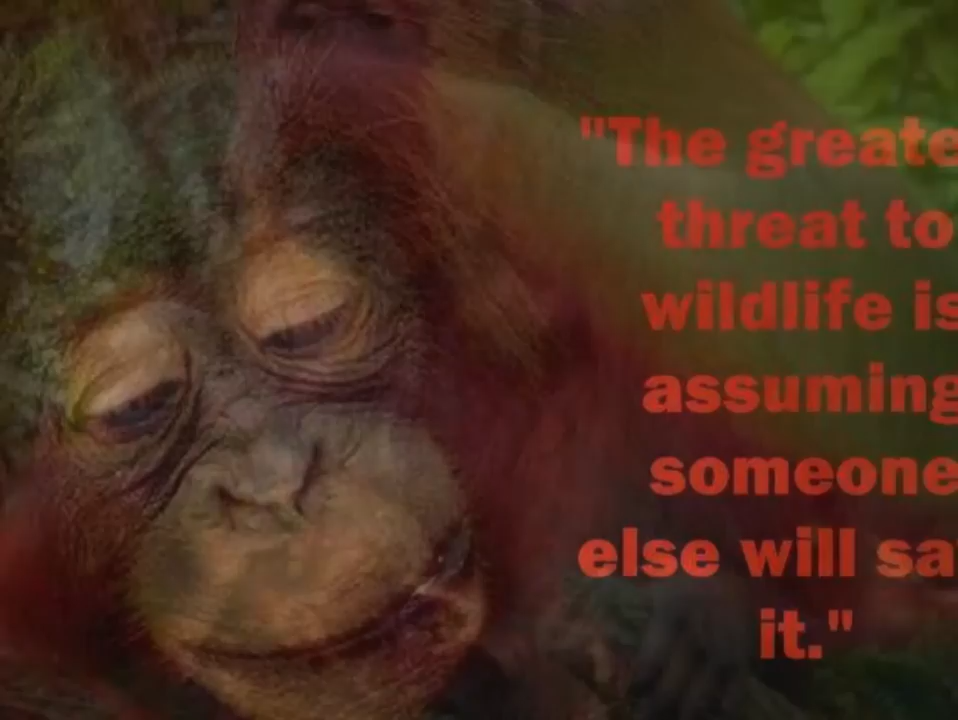 "The greate
threat to
wildlife is
assuming
someone
else will sa
it."